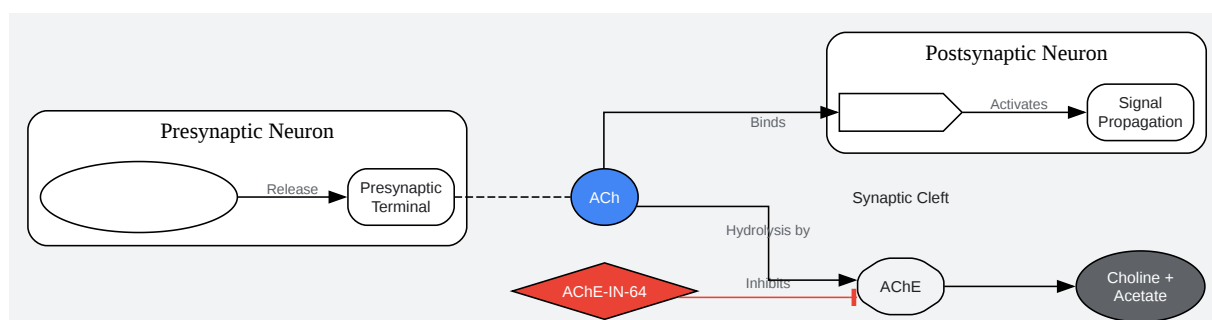 Postsynaptic Neuron
Activates
Signal
Propagation
Binds
Presynaptic Neuron
Release
Presynaptic
Terminal
ACh
Synaptic Cleft
Hydrolysis by
Inhibits
AChE-IN-64
AChE
Choline +
Acetate